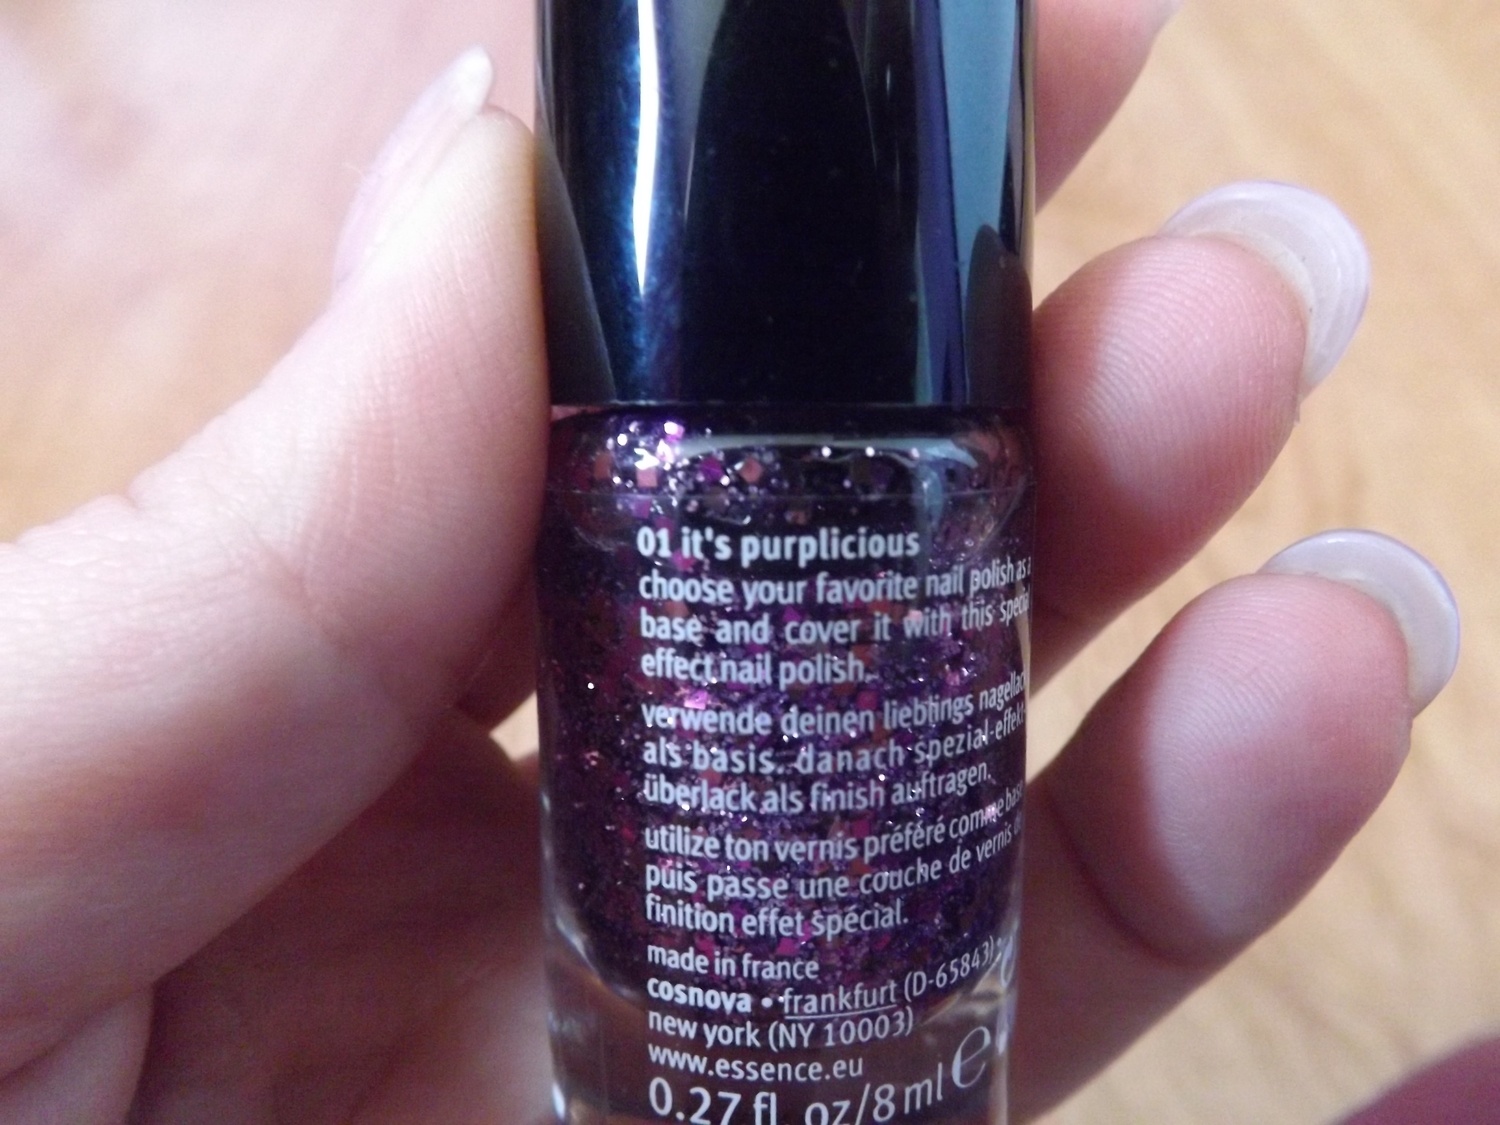 01 it's purplicious
choose your favorite nail polish as a
base and cover it with this special
effect nail polish.
verwende deinen lieblings nagellack
als basis. danach spezial-effekt-
überlack als finish auftragen.
utilize ton vernis préféré comme base
puis passe une couche de vernis de
finition effet spécial.
made in france
cosnova • frankfurt (D-65843) •
new york (NY 10003)
www.essence.eu
0.27 fl. oz/8 ml e